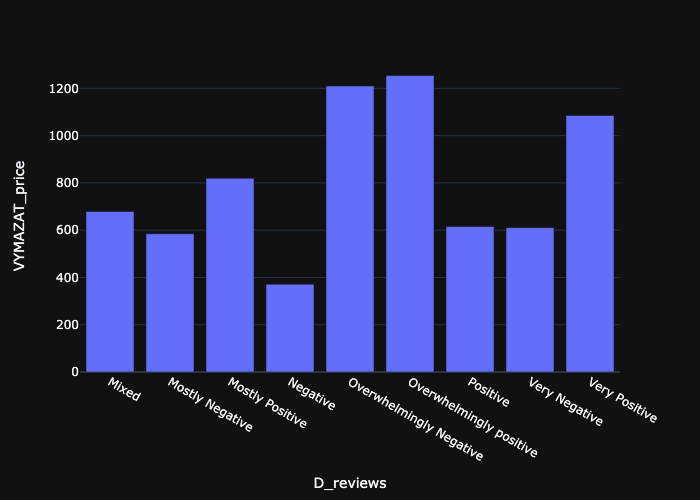 VYMAZAT_price
1200
1000
800
600
400
200
0
Mixed
Mostly Negative
Mostly Positive
Negative
Overwhelmingly Negative
Overwhelmingly positive
Positive
Very Negative
Very Positive
D_reviews